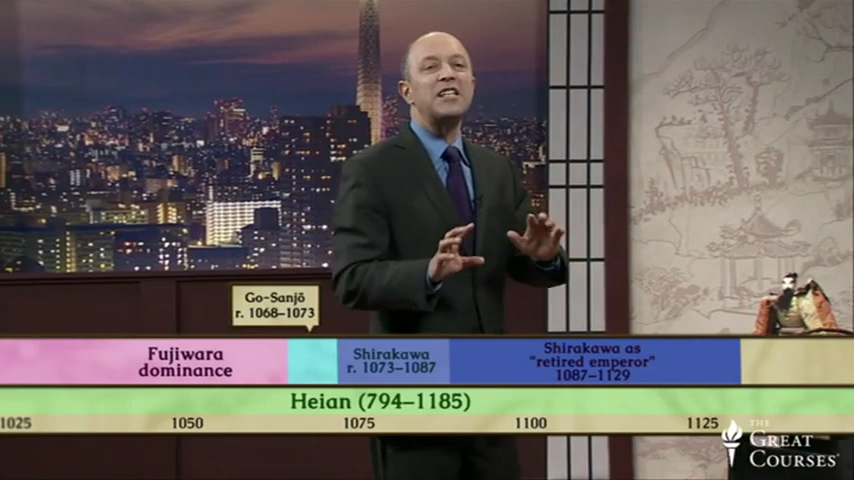 Go-Sanjō
r. 1068–1073
Fujiwara
dominance
Shirakawa
r. 1073–1087
Shirakawa as
"retired emperor"
1087–1129
Heian (794–1185)
1025 1050 1075 1100 1125
THE
GREAT
COURSES®